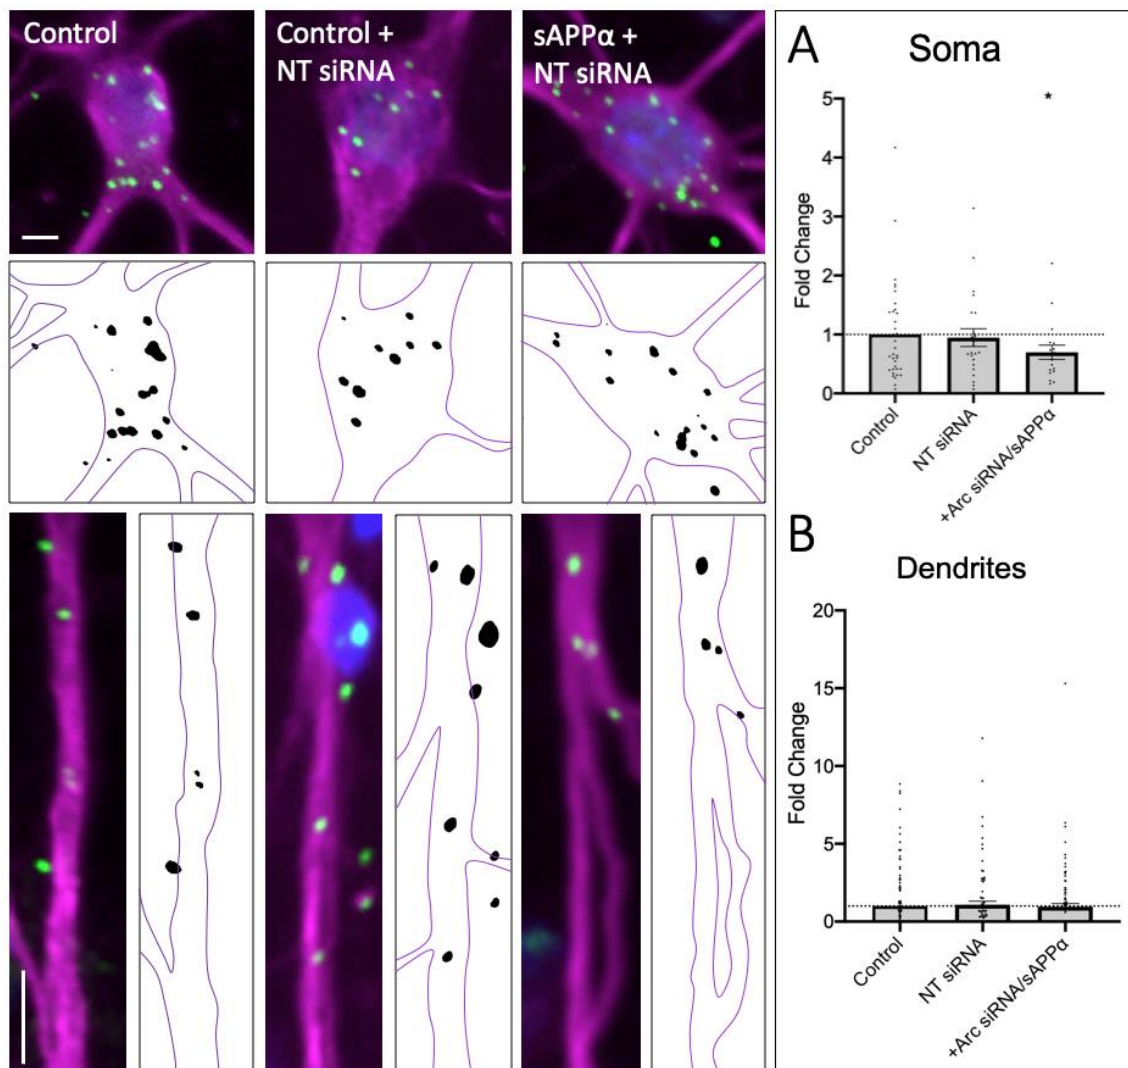 Control
Control +
NT siRNA
sAPPα +
NT siRNA
A
Soma
*
5
4
3
2
1
0
Fold Change
Control
NT siRNA
+Arc siRNA/sAPPα
B
Dendrites
20
15
10
5
0
Fold Change
Control
NT siRNA
+Arc siRNA/sAPPα